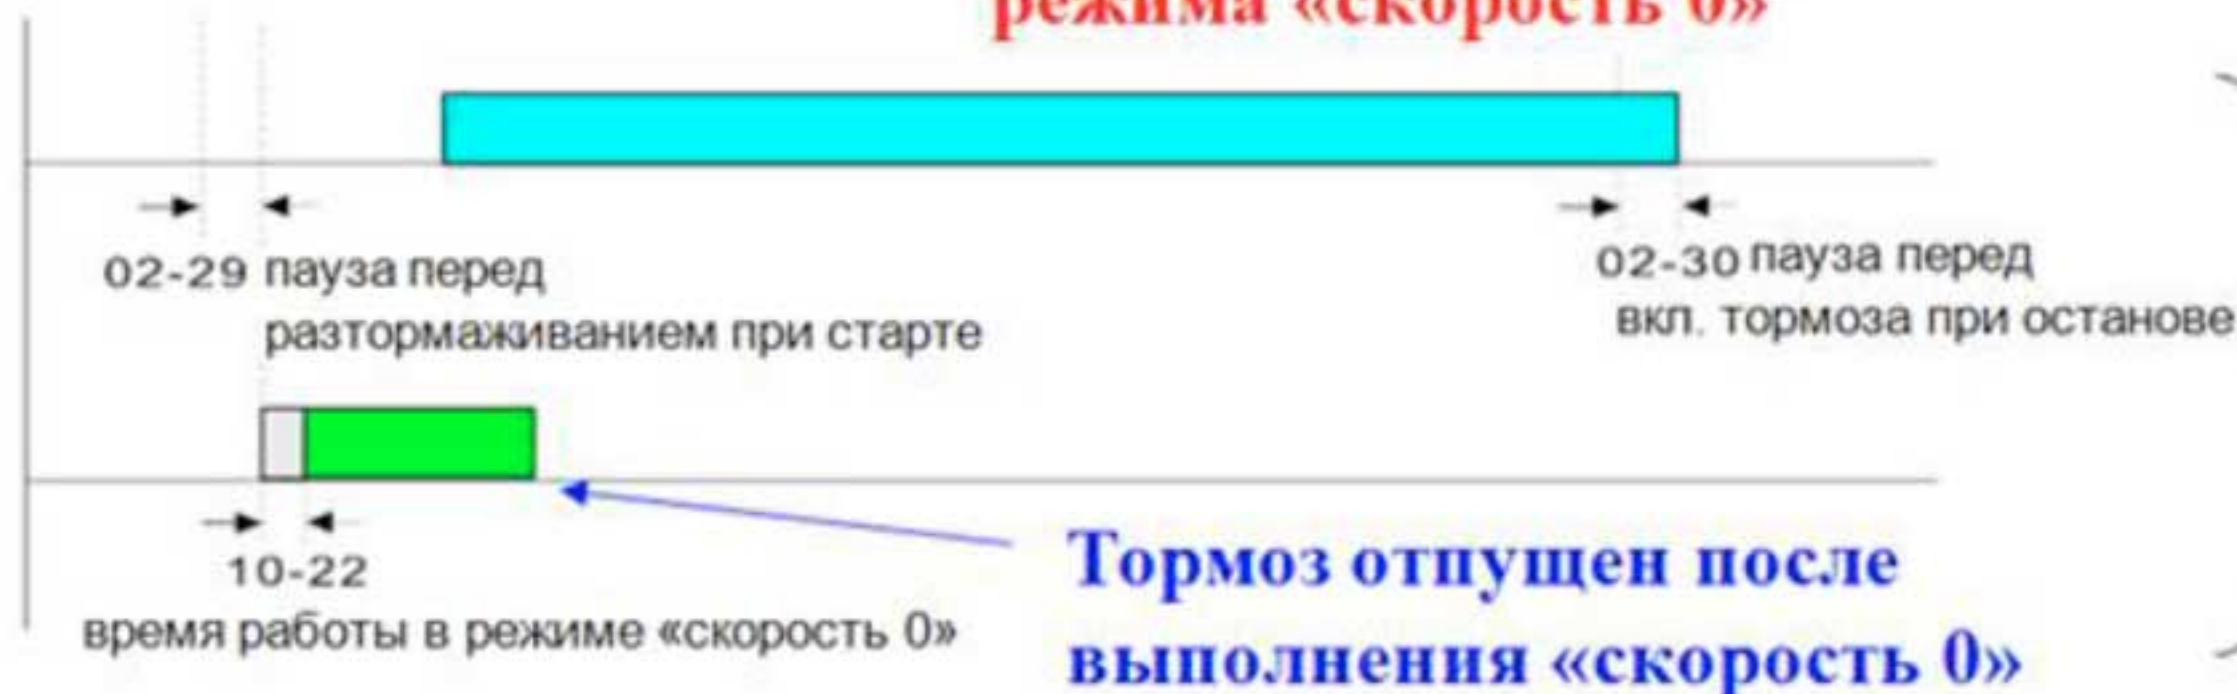 режима «скорость 0»
02-29 пауза перед
разтормаживанием при старте
02-30 пауза перед
вкл. тормоза при останове
10-22
время работы в режиме «скорость 0»
Тормоз отпущен после
выполнения «скорость 0»